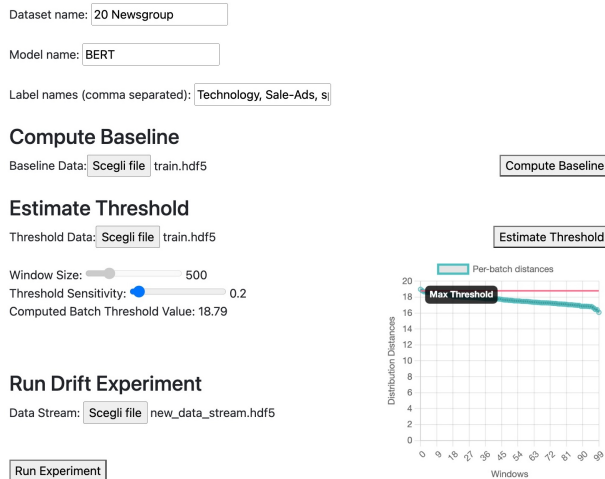 Dataset name: 20 Newsgroup
Model name: BERT
Label names (comma separated): Technology, Sale-Ads, s
Compute Baseline
Baseline Data: Scegli file train.hdf5
Compute Baseline
Estimate Threshold
Threshold Data: Scegli file train.hdf5
Estimate Threshold
Window Size: 500
Threshold Sensitivity: 0.2
Computed Batch Threshold Value: 18.79
Per-batch distances
Max Threshold
Distribution Distances
20
18
16
14
12
10
8
6
4
2
0
0 9 18 27 36 45 54 63 72 81 90 99
Windows
Run Drift Experiment
Data Stream: Scegli file new_data_stream.hdf5
Run Experiment